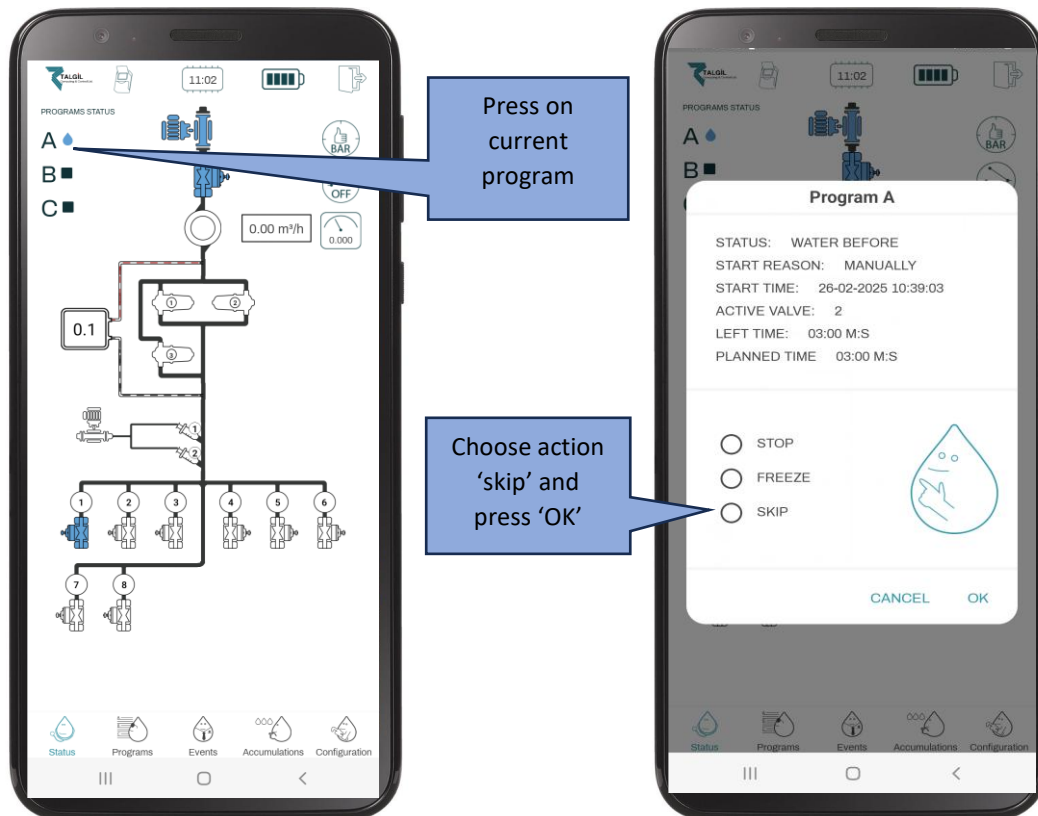 TALGIL
11:02
PROGRAMS STATUS
A
B
C
BAR
OFF
0.00 m³/h
0.000
1
2
3
0.1
1
2
1
2
3
4
5
6
7
8
Status
Programs
Events
Accumulations
Configuration
Press on
current
program
Choose action
‘skip’ and
press ‘OK’
TALGIL
11:02
PROGRAMS STATUS
A
B
BAR
Program A
STATUS: WATER BEFORE
START REASON: MANUALLY
START TIME: 26-02-2025 10:39:03
ACTIVE VALVE: 2
LEFT TIME: 03:00 M:S
PLANNED TIME 03:00 M:S
STOP
FREEZE
SKIP
CANCEL OK
Status
Programs
Events
Accumulations
Configuration